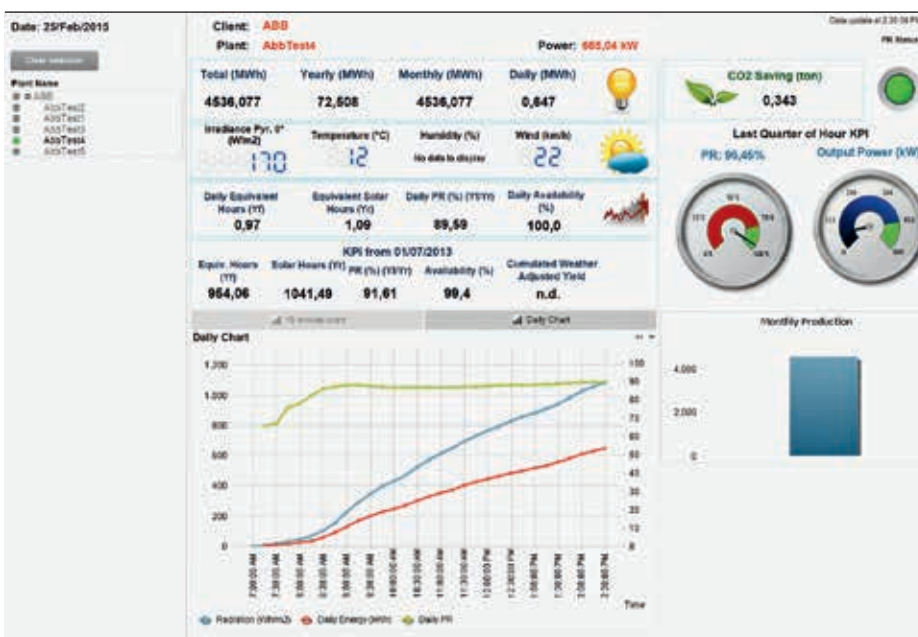 Date: 25/Feb/2015
Client: ABB
Plant: AbbTest4
Power: 665,04 kW
Clear selection
Plant Name
ABB
AbbTest2
AbbTest1
AbbTest3
AbbTest4
AbbTest5
Total (MWh) Yearly (MWh) Monthly (MWh) Daily (MWh)
4536,077 72,508 4536,077 0,647
Irradiance Pyr. 0° (W/m2) Temperature (°C) Humidity (%) Wind (km/h)
170 12 No data to display 22
Daily Equivalent Hours (Yf) Equivalent Solar Hours (Yr) Daily PR (%) (Yf/Yr) Daily Availability (%)
0,97 1,09 89,59 100,0
KPI from 01/07/2013
Equiv. Hours (Yf) Solar Hours (Yr) PR (%) (Yf/Yr) Availability (%) Cumulated Weather Adjusted Yield
954,06 1041,49 91,61 99,4 n.d.
Daily Chart
Daily Chart
1.200
1.000
800
600
400
200
0
100
90
80
70
60
50
40
30
20
10
0
Time
Radiation (Wh/m2) Daily Energy (kWh) Daily PR
CO2 Saving (ton)
0,343
Last Quarter of Hour KPI
PR: 95,45% Output Power (kW)
Monthly Production
4.000
2.000
0